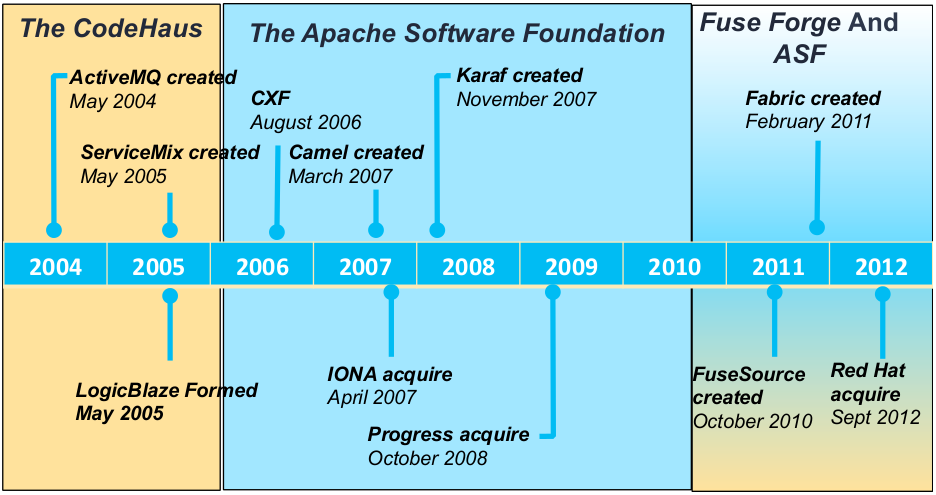 The CodeHaus
The Apache Software Foundation
Fuse Forge And
ASF
ActiveMQ created
May 2004
ServiceMix created
May 2005
CXF
August 2006
Camel created
March 2007
Karaf created
November 2007
Fabric created
February 2011
2004 2005 2006 2007 2008 2009 2010 2011 2012
LogicBlaze Formed
May 2005
IONA acquire
April 2007
Progress acquire
October 2008
FuseSource
created
October 2010
Red Hat
acquire
Sept 2012